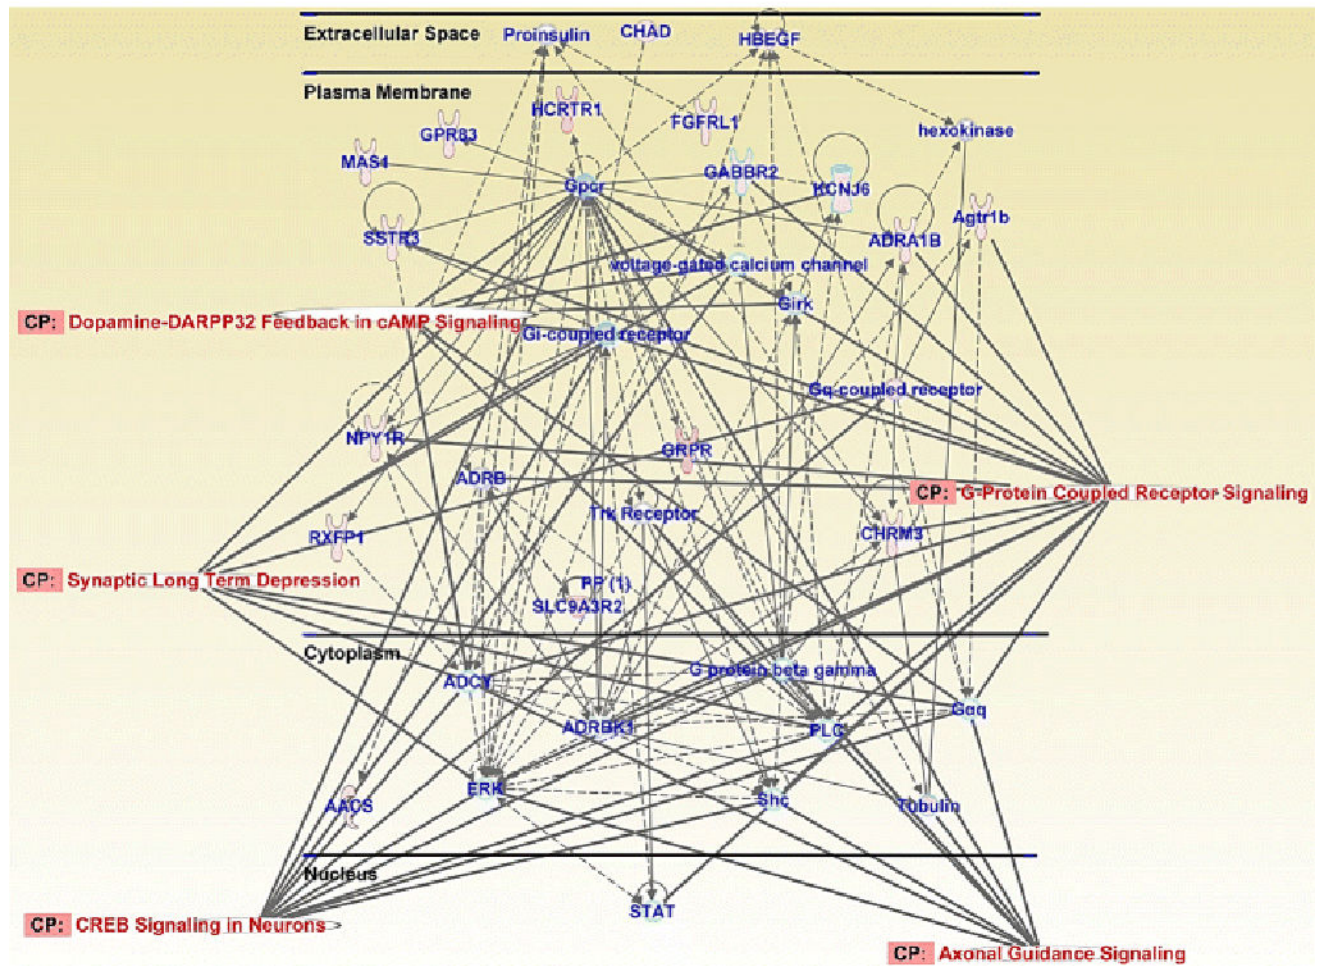 Extracellular Space
Proinsulin
CHAD
HBEGF
Plasma Membrane
HCRTR1
FGFRL1
GPR83
hexokinase
MAS1
GABBR2
Gpcr
KCNJ6
Agtr1b
SSTR3
ADRA1B
voltage-gated calcium channel
Girk
CP: Dopamine-DARPP32 Feedback in cAMP Signaling
Gi-coupled receptor
Gq-coupled receptor
NPY1R
GRPR
ADRB
CP: G-Protein Coupled Receptor Signaling
Trk Receptor
RXFP1
CHRM3
CP: Synaptic Long Term Depression
PP (1)
SLC9A3R2
Cytoplasm
G protein beta gamma
ADCY
Gαq
ADRBK1
PLC
ERK
Shc
AACS
Tubulin
Nucleus
STAT
CP: CREB Signaling in Neurons
CP: Axonal Guidance Signaling